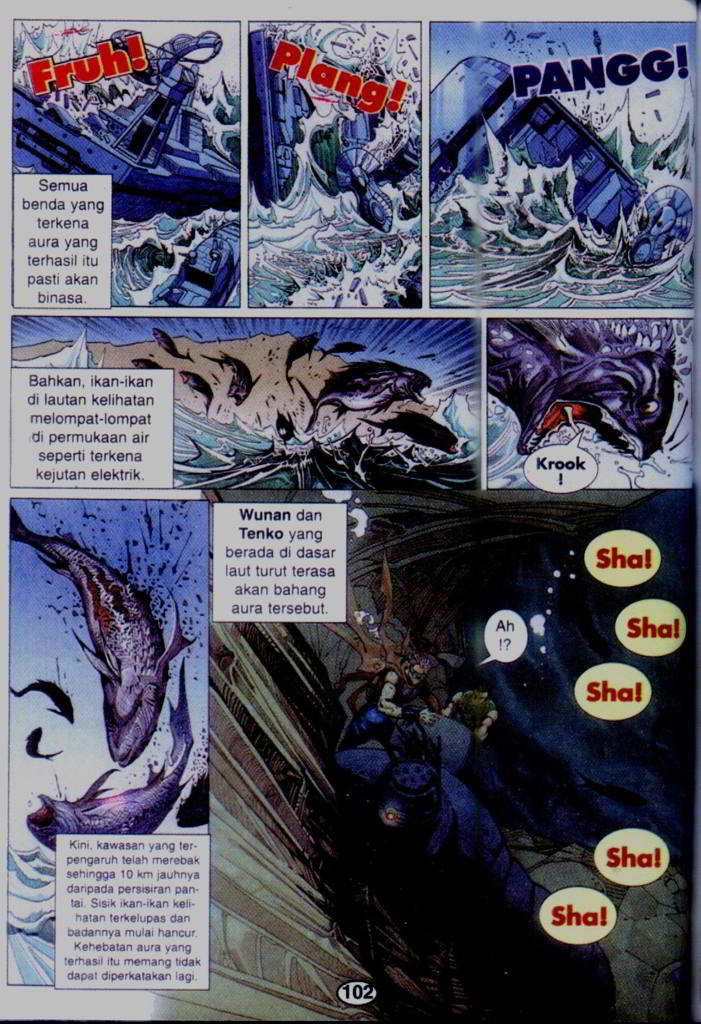 Fruh!
Plang!
PANGG!
Semua
benda yang
terkena
aura yang
terhasil itu
pasti akan
binasa.
Bahkan, ikan-ikan
di lautan kelihatan
melompat-lompat
di permukaan air
seperti terkena
kejutan elektrik.
Krook
!
Wunan dan
Tenko yang
berada di dasar
laut turut terasa
akan bahang
aura tersebut.
Ah
!?
Sha!
Sha!
Sha!
Sha!
Sha!
Kini, kawasan yang ter-
pengaruh telah merebak
sehingga 10 km jauhnya
daripada persisiran pan-
tai. Sisik ikan-ikan keli-
hatan terkelupas dan
badannya mulai hancur.
Kehebatan aura yang
terhasil itu memang tidak
dapat diperkatakan lagi.
102